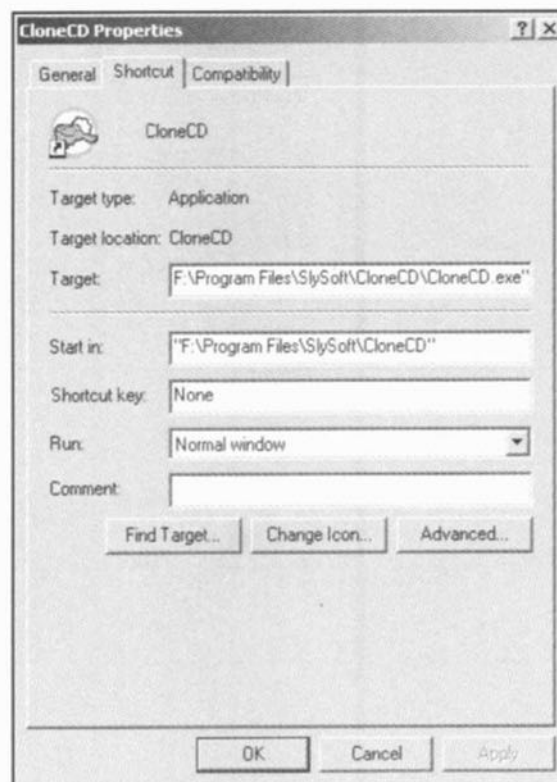 CloneCD Properties
General Shortcut Compatibility
CloneCD
Target type: Application
Target location: CloneCD
Target: F:\Program Files\SlySoft\CloneCD\CloneCD.exe"
Start in: "F:\Program Files\SlySoft\CloneCD"
Shortcut key: None
Run: Normal window
Comment:
Find Target... Change Icon... Advanced...
OK Cancel Apply